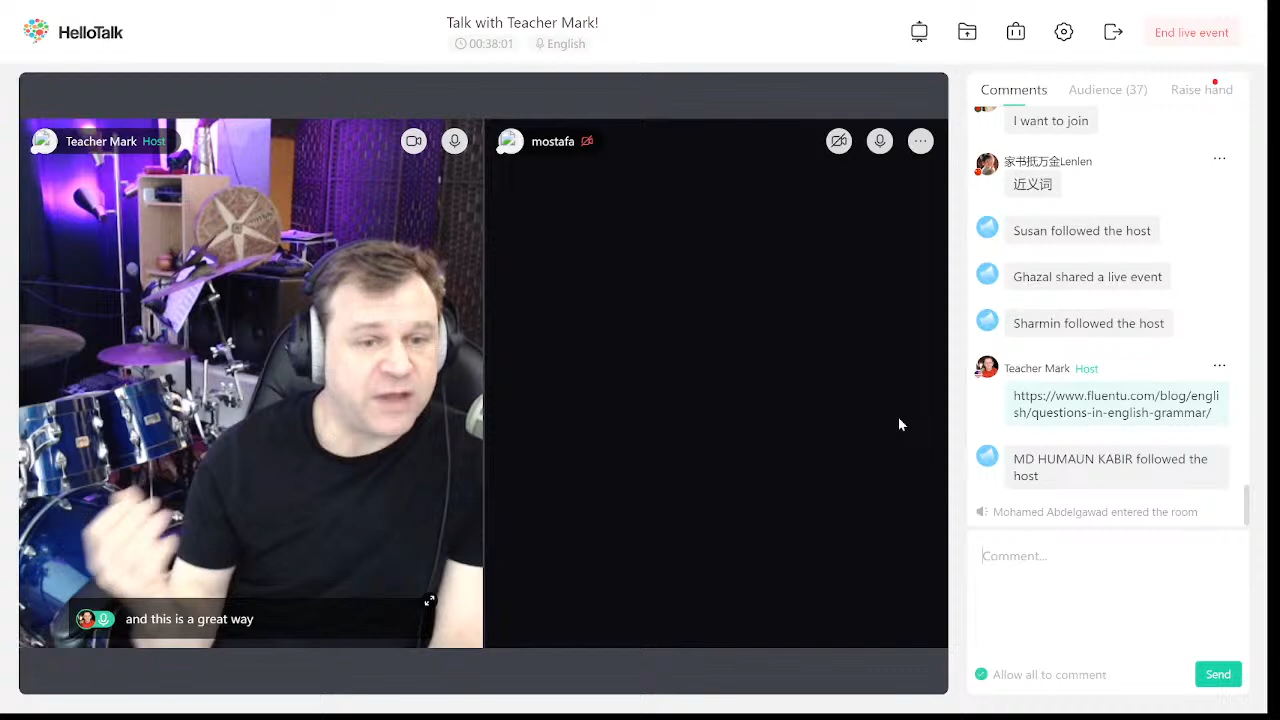 HelloTalk
Talk with Teacher Mark!
00:38:01 English
End live event
Teacher Mark Host
mostafa
and this is a great way
Comments Audience (37) Raise hand
I want to join
家书抵万金Lenlen
近义词
Susan followed the host
Ghazal shared a live event
Sharmin followed the host
Teacher Mark Host
https://www.fluentu.com/blog/engli
sh/questions-in-english-grammar/
MD HUMAUN KABIR followed the
host
Mohamed Abdelgawad entered the room
Comment...
Allow all to comment
Send